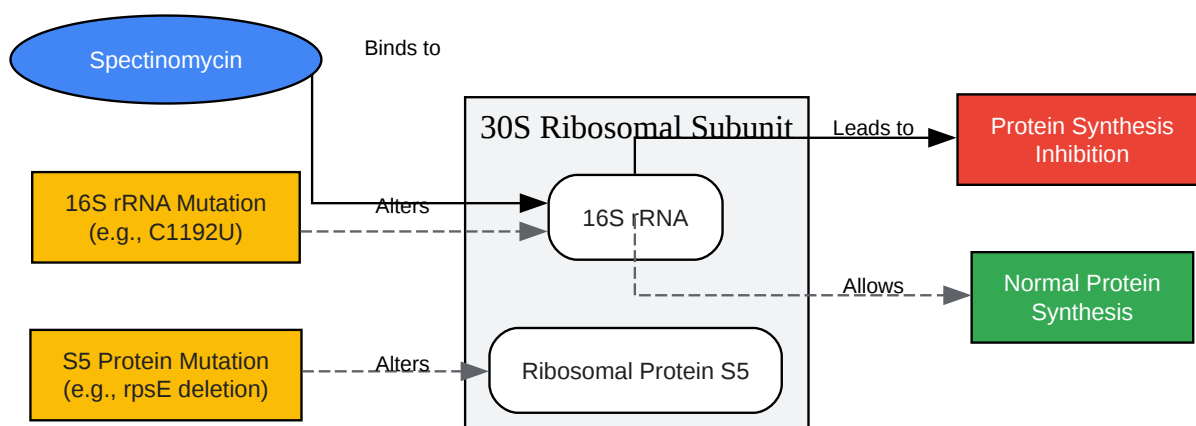 Spectinomycin
Binds to
30S Ribosomal Subunit
Leads to
Protein Synthesis
Inhibition
16S rRNA Mutation
(e.g., C1192U)
Alters
16S rRNA
Allows
Normal Protein
Synthesis
S5 Protein Mutation
(e.g., rpsE deletion)
Alters
Ribosomal Protein S5